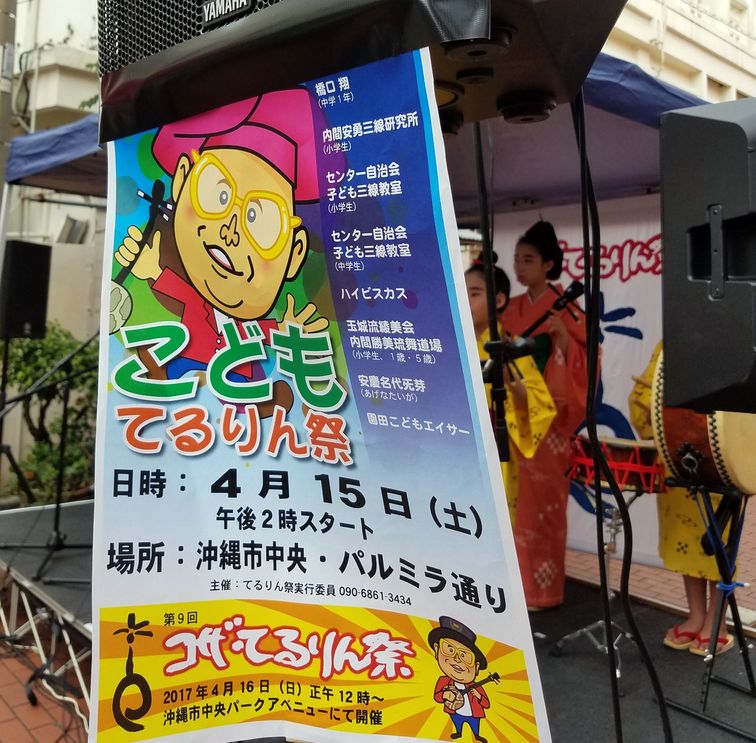 YAMAHA
橋口 翔
(中学1年)
内間安勇三線研究所
(小学生)
センター自治会
子ども三線教室
(小学生)
センター自治会
子ども三線教室
(中学生)
ハイビスカス
玉城流綾美会
内間勝美琉舞道場
(小学生、1歳・5歳)
安慶名代死芽
(あげなたいが)
園田こどもエイサー
こども
てるりん祭
日時：4月15日（土）
午後2時スタート
場所：沖縄市中央・パルミラ通り
主催：てるりん祭実行委員 090-6861-3434
第9回
コザ・てるりん祭
2017年4月16日（日）正午12時～
沖縄市中央パークアベニューにて開催
てるりん祭